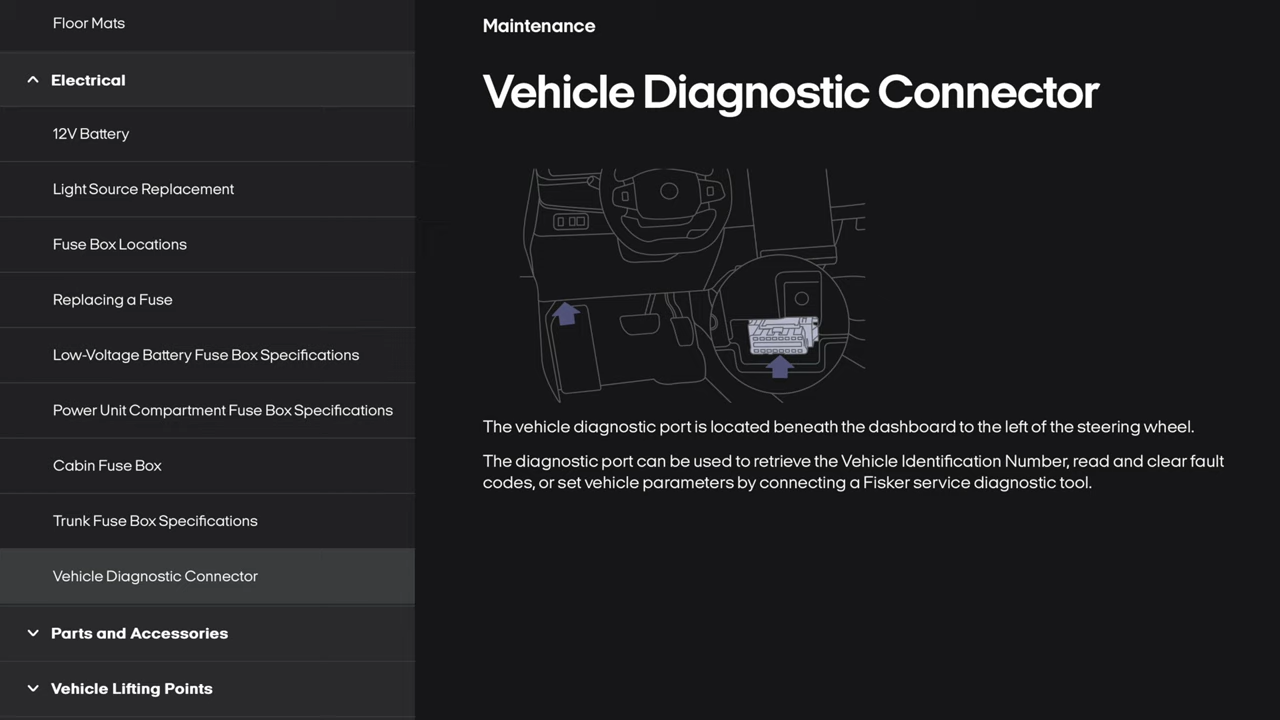 Floor Mats
Electrical
12V Battery
Light Source Replacement
Fuse Box Locations
Replacing a Fuse
Low-Voltage Battery Fuse Box Specifications
Power Unit Compartment Fuse Box Specifications
Cabin Fuse Box
Trunk Fuse Box Specifications
Vehicle Diagnostic Connector
Parts and Accessories
Vehicle Lifting Points
Maintenance
Vehicle Diagnostic Connector
The vehicle diagnostic port is located beneath the dashboard to the left of the steering wheel.
The diagnostic port can be used to retrieve the Vehicle Identification Number, read and clear fault
codes, or set vehicle parameters by connecting a Fisker service diagnostic tool.